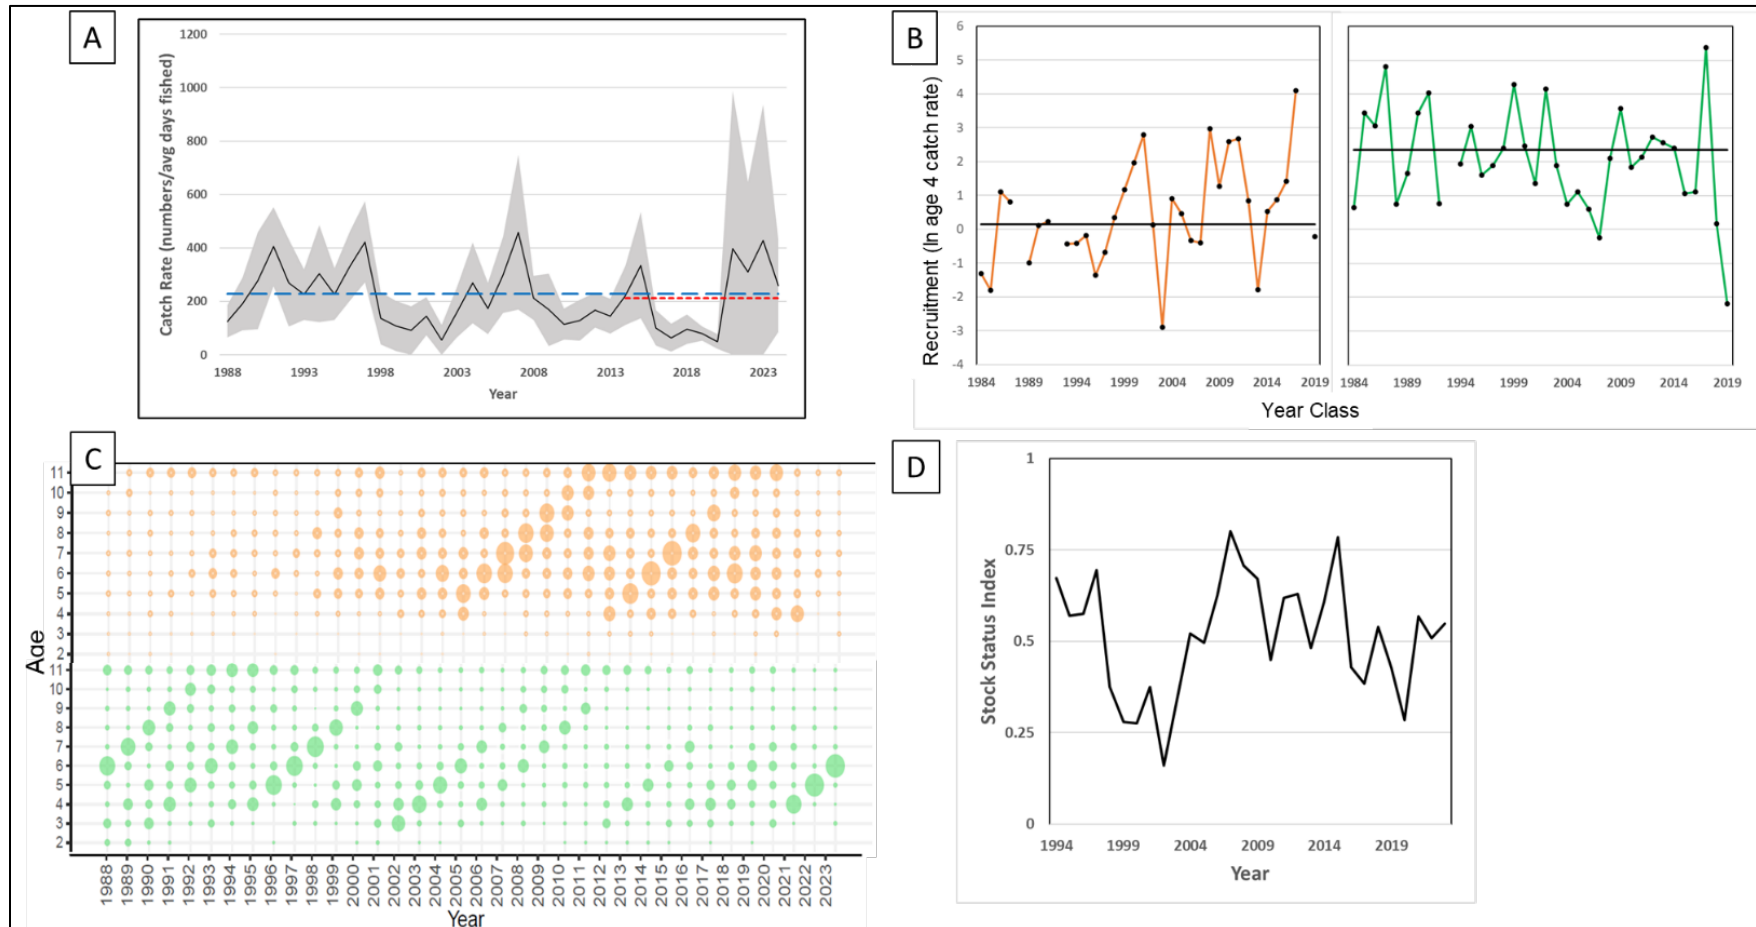 A
Catch Rate (numbers/avg days fished)
1200
1000
800
600
400
200
0
1988 1993 1998 2003 2008 2013 2018 2023
Year
B
Recruitment (ln age 4 catch rate)
6
5
4
3
2
1
0
-1
-2
-3
-4
1984 1989 1994 1999 2004 2009 2014 2019
1984 1989 1994 1999 2004 2009 2014 2019
Year Class
C
Age
11
10
9
8
7
6
5
4
3
2
11
10
9
8
7
6
5
4
3
2
1988 1989 1990 1991 1992 1993 1994 1995 1996 1997 1998 1999 2000 2001 2002 2003 2004 2005 2006 2007 2008 2009 2010 2011 2012 2013 2014 2015 2016 2017 2018 2019 2020 2021 2022 2023
Year
D
Stock Status Index
1
0.75
0.5
0.25
0
1994 1999 2004 2009 2014 2019
Year